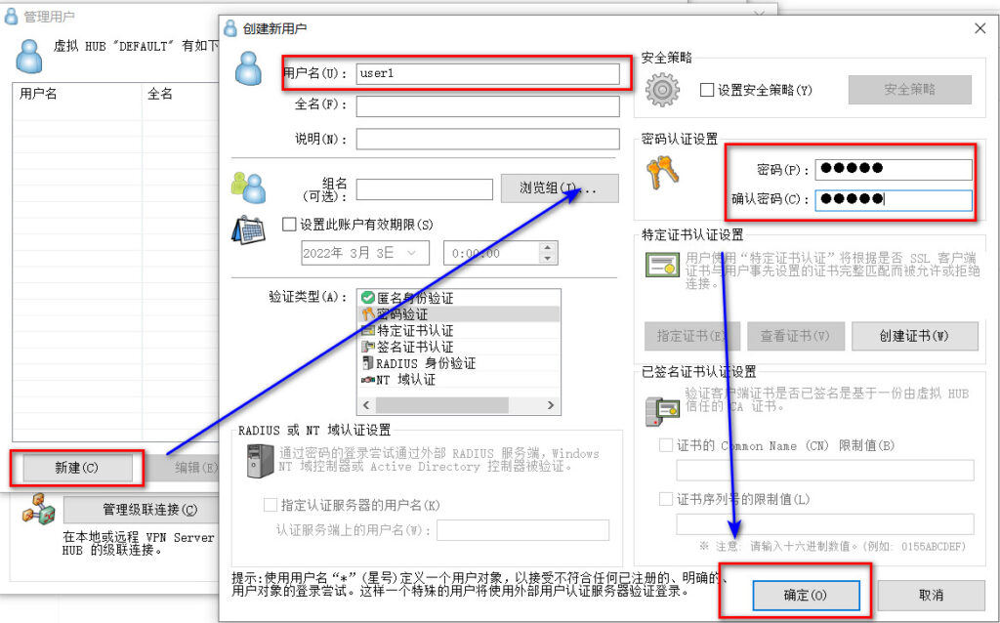 管理用户
虚拟 HUB "DEFAULT" 有如下
用户名
全名
新建(C)
编辑(E)
管理级联连接(C)
在本地或远程 VPN Server
HUB 的级联连接。
创建新用户
用户名(U):
user1
全名(F):
说明(N):
组名
(可选):
浏览组(I)...
设置此账户有效期限(S)
2022年 3月 3日
0:00:00
验证类型(A):
匿名身份验证
密码验证
特定证书认证
签名证书认证
RADIUS 身份验证
NT 域认证
RADIUS 或 NT 域认证设置
通过密码的登录尝试通过外部 RADIUS 服务端，Windows
NT 域控制器或 Active Directory 控制器被验证。
指定认证服务器的用户名(K)
认证服务端上的用户名(W):
提示:使用用户名“*”(星号)定义一个用户对象，以接受不符合任何已注册的、明确的、
用户对象的登录尝试。这样一个特殊的用户将使用外部用户认证服务器验证登录。
安全策略
设置安全策略(Y)
安全策略
密码认证设置
密码(P):
●●●●●
确认密码(C):
●●●●●
特定证书认证设置
用户使用“特定证书认证”将根据是否 SSL 客户端
证书与用户事先设置的证书完整匹配而被允许或拒绝
连接。
指定证书(E)
查看证书(V)
创建证书(W)
已签名证书认证设置
验证客户端证书是否已签名是基于一份由虚拟 HUB
信任的 CA 证书。
证书的 Common Name (CN) 限制值(B)
证书序列号的限制值(L)
※ 注意: 请输入十六进制数值。(例如: 0155ABCDEF)
确定(O)
取消